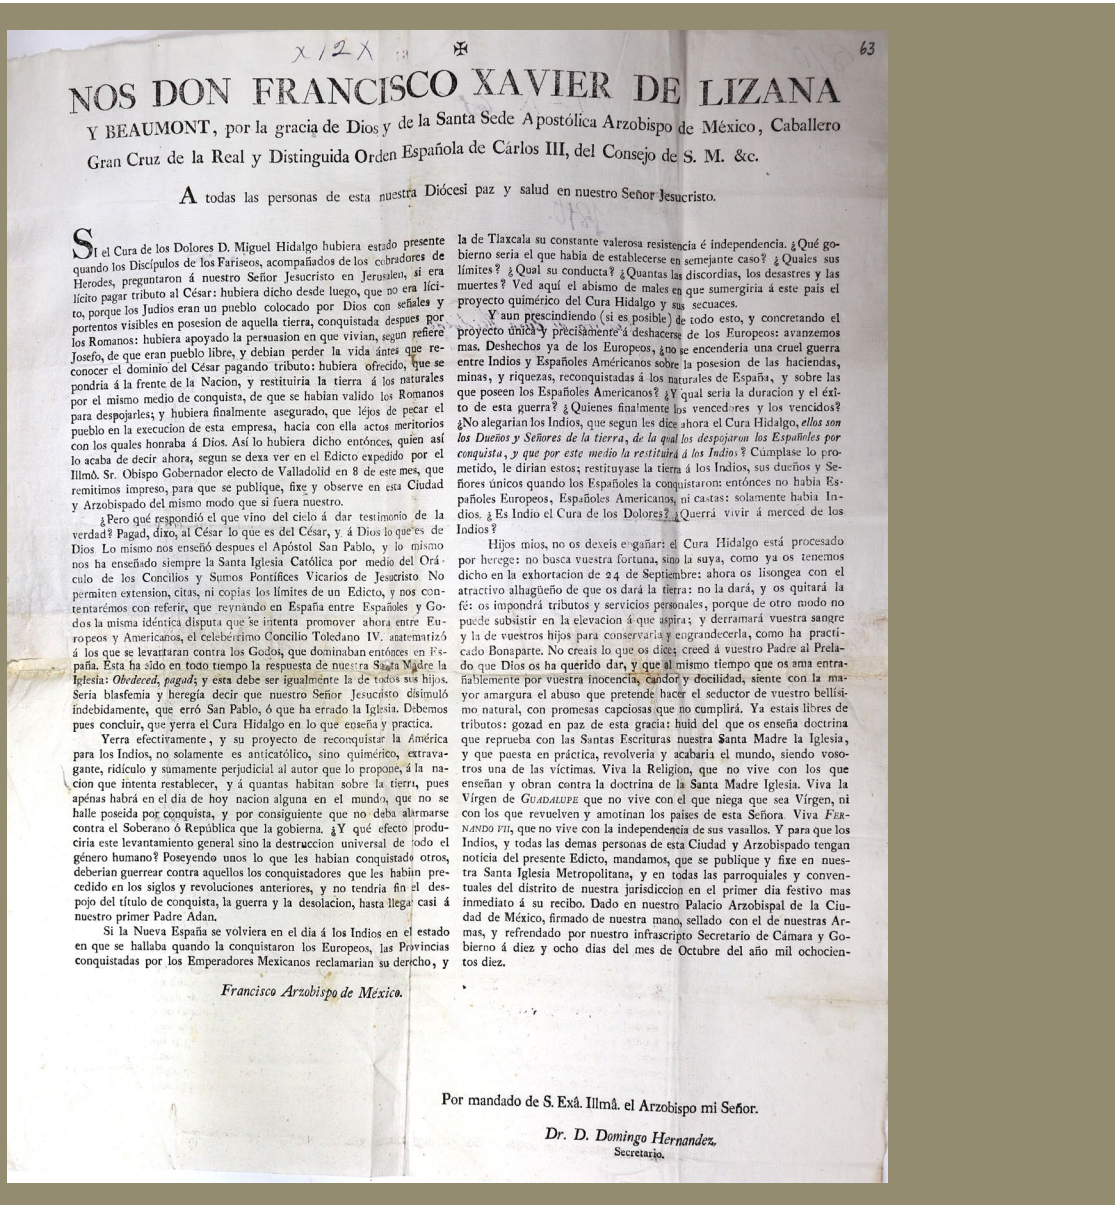 X 12 X
✠
63
NOS DON FRANCISCO XAVIER DE LIZANA
Y BEAUMONT, por la gracia de Dios y de la Santa Sede Apostólica Arzobispo de México, Caballero
Gran Cruz de la Real y Distinguida Orden Española de Cárlos III, del Consejo de S. M. &c.
A todas las personas de esta nuestra Diócesi paz y salud en nuestro Señor Jesucristo.
SI el Cura de los Dolores D. Miguel Hidalgo hubiera estado presente
quando los Discípulos de los Fariseos, acompañados de los cobradores de
Herodes, preguntaron á nuestro Señor Jesucristo en Jerusalen, si era
lícito pagar tributo al César: hubiera dicho desde luego, que no era líci-
to, porque los Judios eran un pueblo colocado por Dios con señales y
portentos visibles en posesion de aquella tierra, conquistada despues por
los Romanos: hubiera apoyado la persuasion en que vivian, segun refiere
Josefo, de que eran pueblo libre, y debian perder la vida ántes que re-
conocer el dominio del César pagando tributo: hubiera ofrecido, que se
pondria á la frente de la Nacion, y restituiria la tierra á los naturales
por el mismo medio de conquista, de que se habian valido los Romanos
para despojarles; y hubiera finalmente asegurado, que léjos de pecar el
pueblo en la execucion de esta empresa, hacia con ella actos meritorios
con los quales honraba á Dios. Así lo hubiera dicho entónces, quien así
lo acaba de decir ahora, segun se dexa ver en el Edicto expedido por el
Illmô. Sr. Obispo Gobernador electo de Valladolid en 8 de este mes, que
remitimos impreso, para que se publique, fixe y observe en esta Ciudad
y Arzobispado del mismo modo que si fuera nuestro.
¿Pero qué respondió el que vino del cielo á dar testimonio de la
verdad? Pagad, dixo, al César lo que es del César, y á Dios lo que es de
Dios. Lo mismo nos enseñó despues el Apóstol San Pablo, y lo mismo
nos ha enseñado siempre la Santa Iglesia Católica por medio del Orá-
culo de los Concilios y Sumos Pontífices Vicarios de Jesucristo. No
permiten extension, citas, ni copias los límites de un Edicto, y nos con-
tentarémos con referir, que reynando en España entre Españoles y Go-
dos la misma idéntica disputa que se intenta promover ahora entre Eu-
ropeos y Americanos, el celebérrimo Concilio Toledano IV. anatematizó
á los que se levantaran contra los Godos, que dominaban entónces en Es-
paña. Esta ha sido en todo tiempo la respuesta de nuestra Santa Madre la
Iglesia: Obedeced, pagad; y esta debe ser igualmente la de todos sus hijos.
Seria blasfemia y heregía decir que nuestro Señor Jesucristo disimuló
indebidamente, que erró San Pablo, ó que ha errado la Iglesia. Debemos
pues concluir, que yerra el Cura Hidalgo en lo que enseña y practica.
Yerra efectivamente, y su proyecto de reconquistar la América
para los Indios, no solamente es anticatólico, sino quimérico, extrava-
gante, ridículo y sumamente perjudicial al autor que lo propone, á la na-
cion que intenta restablecer, y á quantas habitan sobre la tierra, pues
apénas habrá en el dia de hoy nacion alguna en el mundo, que no se
halle poseida por conquista, y por consiguiente que no deba alarmarse
contra el Soberano ó República que la gobierna. ¿Y qué efecto produ-
ciria este levantamiento general sino la destruccion universal de todo el
género humano? Poseyendo unos lo que les habian conquistado otros,
deberian guerrear contra aquellos los conquistadores que les habian pre-
cedido en los siglos y revoluciones anteriores, y no tendria fin el des-
pojo del título de conquista, la guerra y la desolacion, hasta llegar casi á
nuestro primer Padre Adan.
Si la Nueva España se volviera en el dia á los Indios en el estado
en que se hallaba quando la conquistaron los Europeos, las Provincias
conquistadas por los Emperadores Mexicanos reclamarian su derecho, y
la de Tlaxcala su constante valerosa resistencia é independencia. ¿Qué go-
bierno seria el que habia de establecerse en semejante caso? ¿Quales sus
límites? ¿Qual su conducta? ¿Quantas las discordias, los desastres y las
muertes? Ved aquí el abismo de males en que sumergiria á este país el
proyecto quimérico del Cura Hidalgo y sus secuaces.
Y aun prescindiendo (si es posible) de todo esto, y concretando el
proyecto única y precisamente á deshacerse de los Europeos: avanzemos
mas. Deshechos ya de los Europeos, ¿no se encenderia una cruel guerra
entre Indios y Españoles Américanos sobre la posesion de las haciendas,
minas, y riquezas, reconquistadas á los naturales de España, y sobre las
que poseen los Españoles Americanos? ¿Y qual seria la duracion y el éxi-
to de esta guerra? ¿Quienes finalmente los vencedores y los vencidos?
¿No alegarian los Indios, que segun les dice ahora el Cura Hidalgo, ellos son
los Dueños y Señores de la tierra, de la qual los despojaron los Españoles por
conquista, y que por este medio la restituirá á los Indios? Cúmplase lo pro-
metido, le dirian estos; restituyase la tierra á los Indios, sus dueños y Se-
ñores únicos quando los Españoles la conquistaron: entónces no habia Es-
pañoles Europeos, Españoles Americanos, ni castas: solamente habia In-
dios. ¿Es Indio el Cura de los Dolores? ¿Querrá vivir á merced de los
Indios?
Hijos mios, no os dexeis engañar: el Cura Hidalgo está procesado
por herege: no busca vuestra fortuna, sino la suya, como ya os tenemos
dicho en la exhortacion de 24 de Septiembre: ahora os lisongea con el
atractivo alhagüeño de que os dará la tierra: no la dará, y os quitará la
fé: os impondrá tributos y servicios personales, porque de otro modo no
puede subsistir en la elevacion á que aspira; y derramará vuestra sangre
y la de vuestros hijos para conservarla y engrandecerla, como ha practi-
cado Bonaparte. No creais lo que os dice; creed á vuestro Padre al Prela-
do que Dios os ha querido dar, y que al mismo tiempo que os ama entra-
ñablemente por vuestra inocencia, candor y docilidad, siente con la ma-
yor amargura el abuso que pretende hacer el seductor de vuestro bellísi-
mo natural, con promesas capciosas que no cumplirá. Ya estais libres de
tributos: gozad en paz de esta gracia: huid del que os enseña doctrina
que reprueba con las Santas Escrituras nuestra Santa Madre la Iglesia,
y que puesta en práctica, revolveria y acabaria el mundo, siendo voso-
tros una de las víctimas. Viva la Religion, que no vive con los que
enseñan y obran contra la doctrina de la Santa Madre Iglesia. Viva la
Vírgen de GUADALUPE que no vive con el que niega que sea Vírgen, ni
con los que revuelven y amotinan los países de esta Señora. Viva FER-
NANDO VII, que no vive con la independencia de sus vasallos. Y para que los
Indios, y todas las demas personas de esta Ciudad y Arzobispado tengan
noticia del presente Edicto, mandamos, que se publique y fixe en nues-
tra Santa Iglesia Metropolitana, y en todas las parroquiales y conven-
tuales del distrito de nuestra jurisdiccion en el primer dia festivo mas
inmediato á su recibo. Dado en nuestro Palacio Arzobispal de la Ciu-
dad de México, firmado de nuestra mano, sellado con el de nuestras Ar-
mas, y refrendado por nuestro infrascripto Secretario de Cámara y Go-
bierno á diez y ocho días del mes de Octubre del año mil ochocien-
tos diez.
Francisco Arzobispo de México.
Por mandado de S. Exâ. Illmâ. el Arzobispo mi Señor.
Dr. D. Domingo Hernandez,
Secretario.